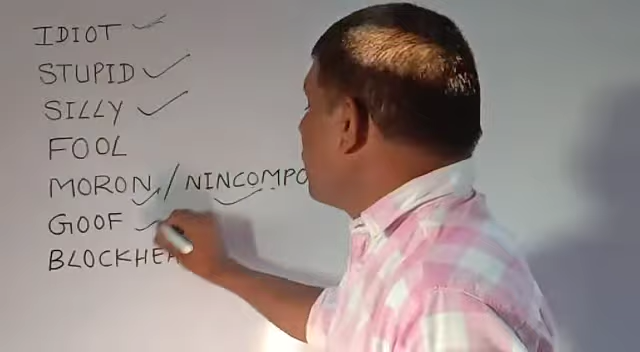 IDIOT
STUPID
SILLY
FOOL
MORON / NINCOMPO
GOOF
BLOCKHEA